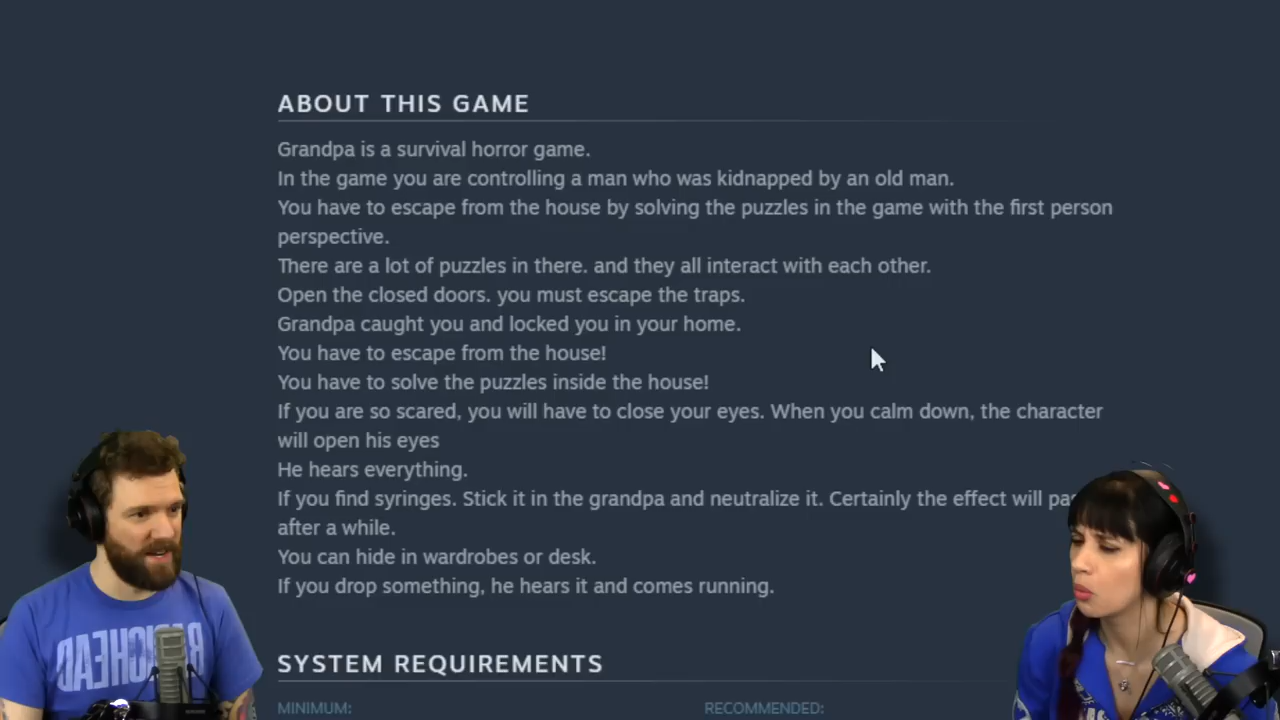 ABOUT THIS GAME
Grandpa is a survival horror game.
In the game you are controlling a man who was kidnapped by an old man.
You have to escape from the house by solving the puzzles in the game with the first person
perspective.
There are a lot of puzzles in there. and they all interact with each other.
Open the closed doors. you must escape the traps.
Grandpa caught you and locked you in your home.
You have to escape from the house!
You have to solve the puzzles inside the house!
If you are so scared, you will have to close your eyes. When you calm down, the character
will open his eyes
He hears everything.
If you find syringes. Stick it in the grandpa and neutralize it. Certainly the effect will
after a while.
You can hide in wardrobes or desk.
If you drop something, he hears it and comes running.
RADIOHEAD
SYSTEM REQUIREMENTS
MINIMUM: RECOMMENDED: